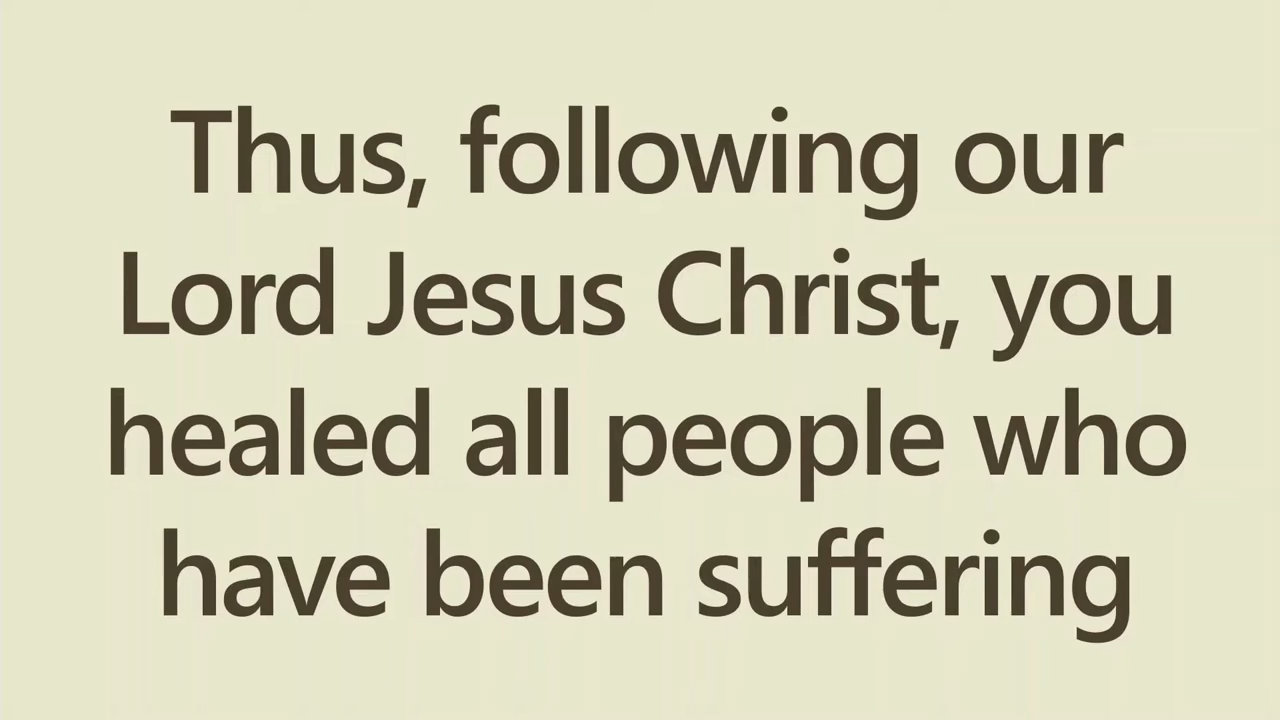 Thus, following our
Lord Jesus Christ, you
healed all people who
have been suffering